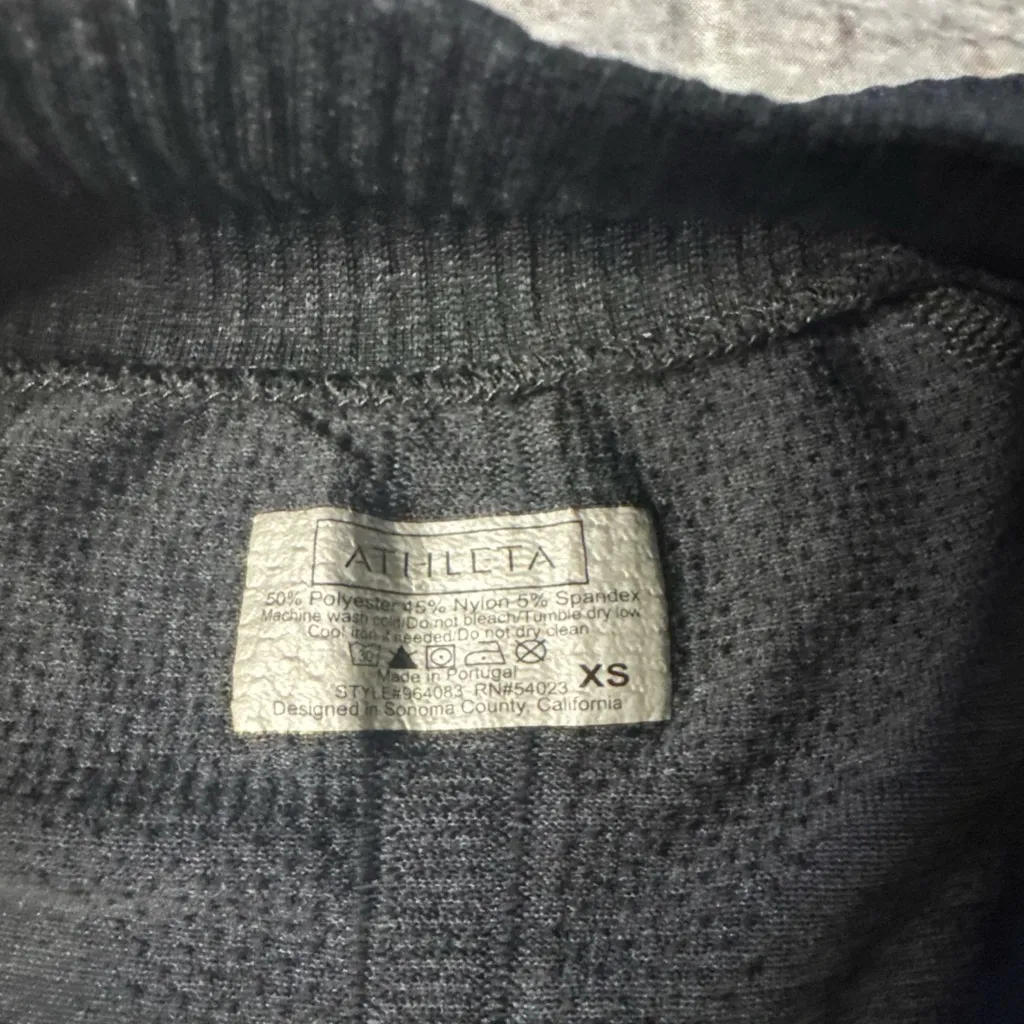 ATHLETA
50% Polyester 45% Nylon 5% Spandex
Machine wash cold/Do not bleach/Tumble dry low
Cool iron if needed/Do not dry clean
30
Made in Portugal
XS
STYLE#964083 RN#54023
Designed in Sonoma County, California